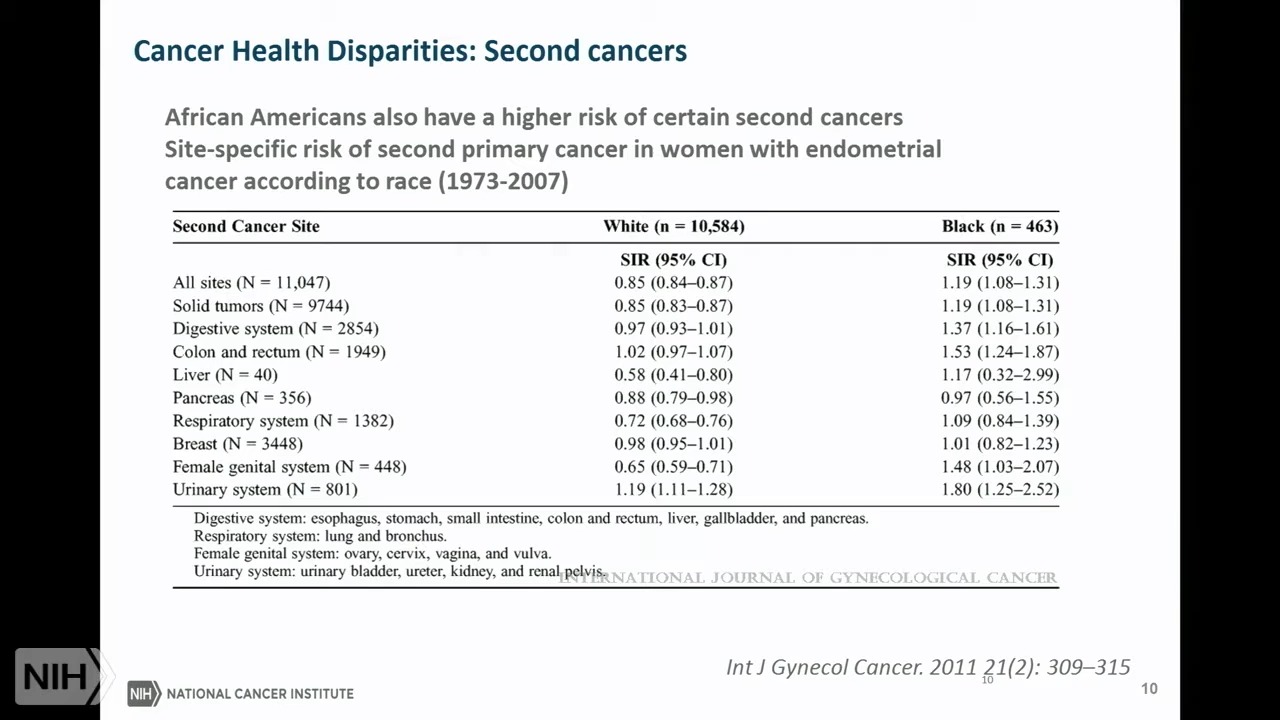 Cancer Health Disparities: Second cancers
African Americans also have a higher risk of certain second cancers
Site-specific risk of second primary cancer in women with endometrial
cancer according to race (1973-2007)
Second Cancer Site White (n = 10,584) Black (n = 463)
SIR (95% CI) SIR (95% CI)
All sites (N = 11,047) 0.85 (0.84–0.87) 1.19 (1.08–1.31)
Solid tumors (N = 9744) 0.85 (0.83–0.87) 1.19 (1.08–1.31)
Digestive system (N = 2854) 0.97 (0.93–1.01) 1.37 (1.16–1.61)
Colon and rectum (N = 1949) 1.02 (0.97–1.07) 1.53 (1.24–1.87)
Liver (N = 40) 0.58 (0.41–0.80) 1.17 (0.32–2.99)
Pancreas (N = 356) 0.88 (0.79–0.98) 0.97 (0.56–1.55)
Respiratory system (N = 1382) 0.72 (0.68–0.76) 1.09 (0.84–1.39)
Breast (N = 3448) 0.98 (0.95–1.01) 1.01 (0.82–1.23)
Female genital system (N = 448) 0.65 (0.59–0.71) 1.48 (1.03–2.07)
Urinary system (N = 801) 1.19 (1.11–1.28) 1.80 (1.25–2.52)
Digestive system: esophagus, stomach, small intestine, colon and rectum, liver, gallbladder, and pancreas.
Respiratory system: lung and bronchus.
Female genital system: ovary, cervix, vagina, and vulva.
Urinary system: urinary bladder, ureter, kidney, and renal pelvis.
INTERNATIONAL JOURNAL OF GYNECOLOGICAL CANCER
Int J Gynecol Cancer. 2011 21(2): 309–315
10
10
NIH
NIH NATIONAL CANCER INSTITUTE